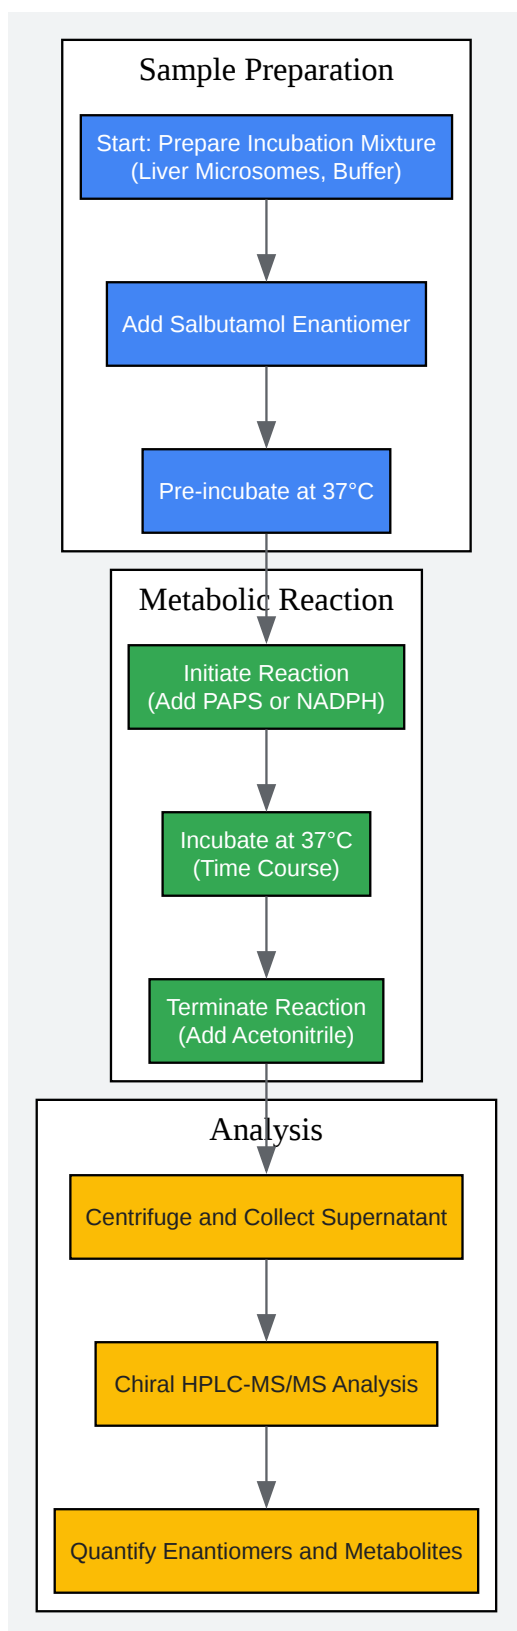 Sample Preparation
Start: Prepare Incubation Mixture
(Liver Microsomes, Buffer)
Add Salbutamol Enantiomer
Pre-incubate at 37°C
Metabolic Reaction
Initiate Reaction
(Add PAPS or NADPH)
Incubate at 37°C
(Time Course)
Terminate Reaction
(Add Acetonitrile)
Analysis
Centrifuge and Collect Supernatant
Chiral HPLC-MS/MS Analysis
Quantify Enantiomers and Metabolites